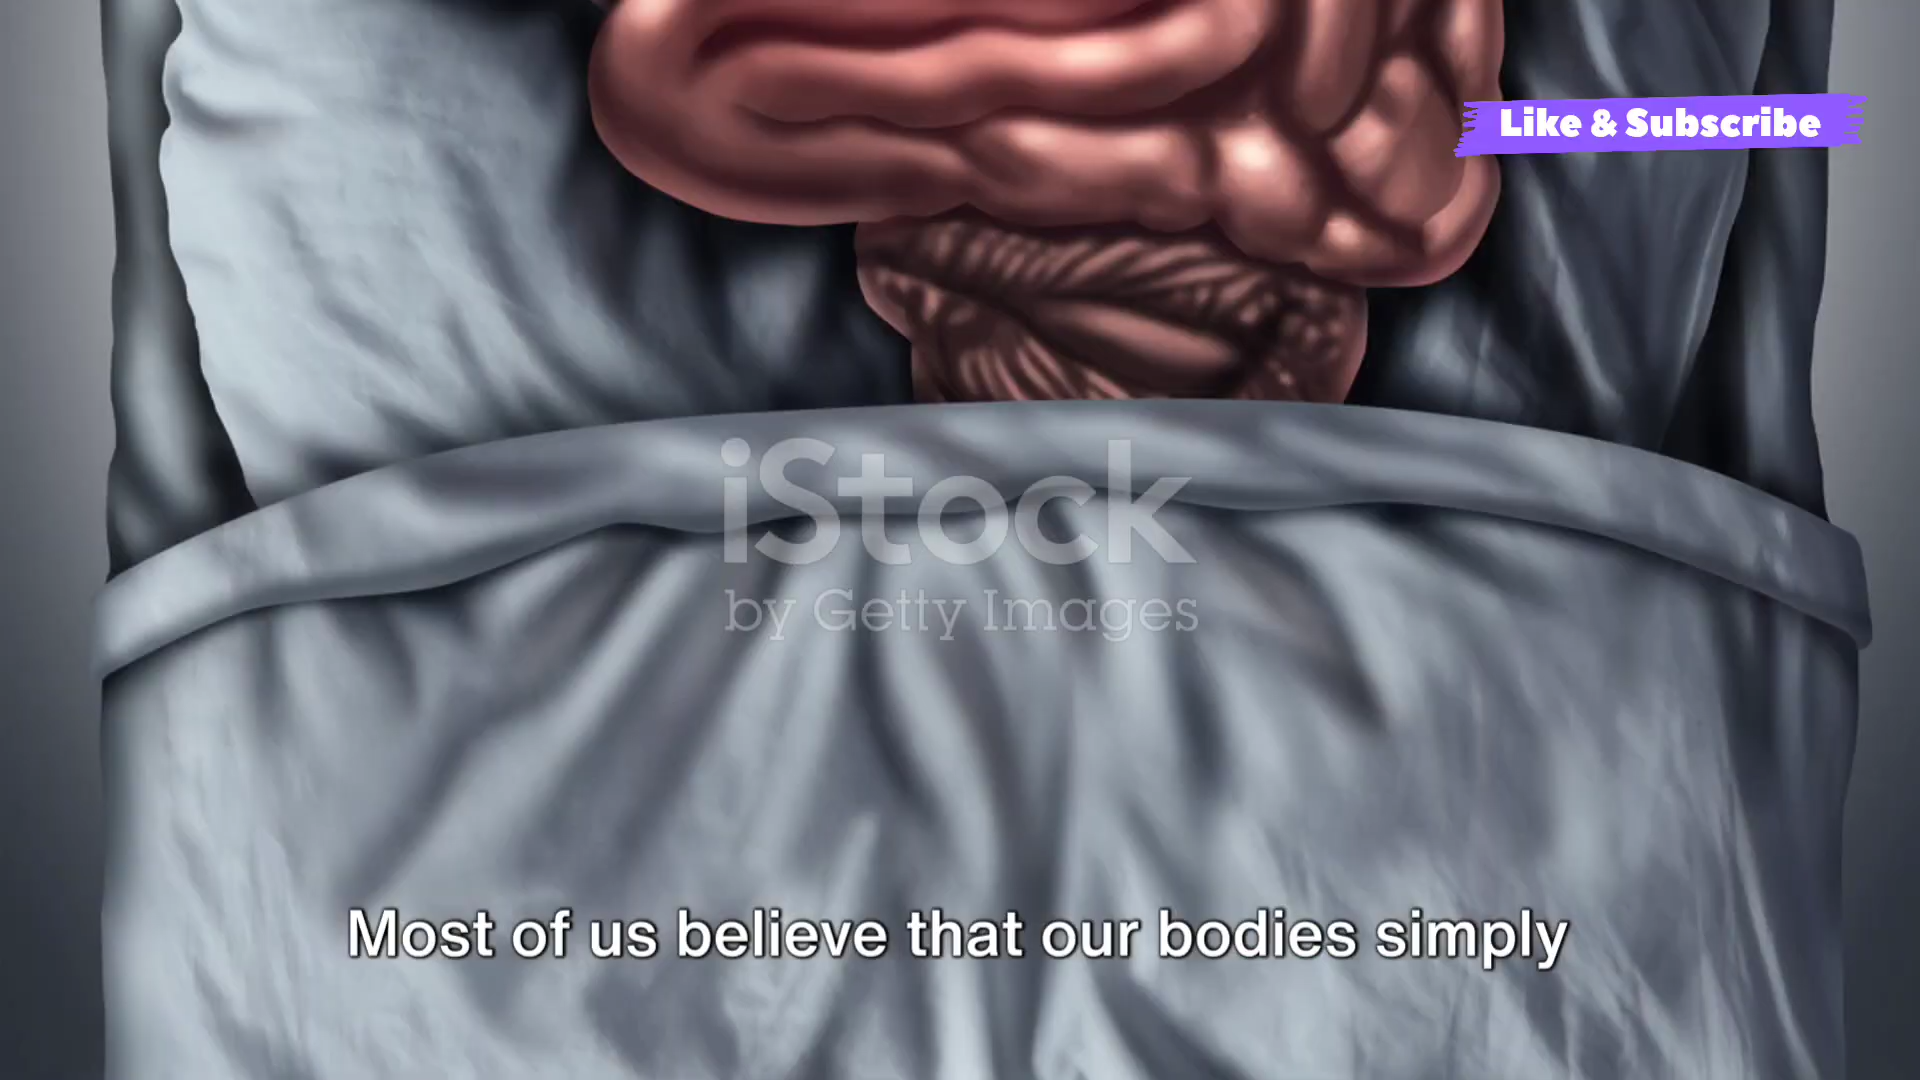 Like & Subscribe
iStock
by Getty Images
Most of us believe that our bodies simply